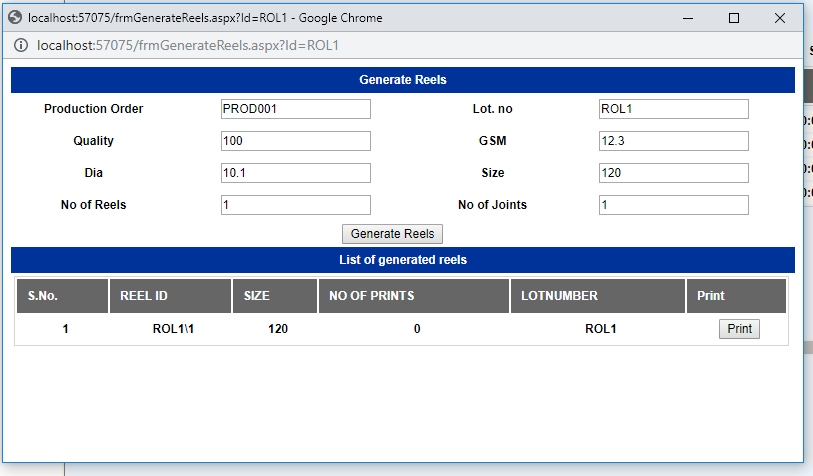 localhost:57075/frmGenerateReels.aspx?Id=ROL1 - Google Chrome
localhost:57075/frmGenerateReels.aspx?Id=ROL1
Generate Reels
Production Order PROD001 Lot. no ROL1
Quality 100 GSM 12.3
Dia 10.1 Size 120
No of Reels 1 No of Joints 1
Generate Reels
List of generated reels
S.No. REEL ID SIZE NO OF PRINTS LOTNUMBER Print
1 ROL1\1 120 0 ROL1 Print